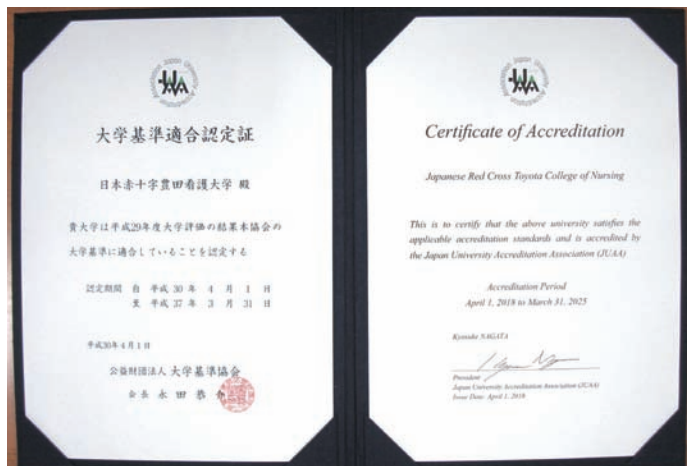 大学基準適合認定証
日本赤十字豊田看護大学 殿
貴大学は平成29年度大学評価の結果本協会の
大学基準に適合していることを認定する
認定期間 自 平成 30 年 4 月 1 日
至 平成 37 年 3 月 31 日
平成30年4月1日
公益財団法人 大学基準協会
会長 永田 恭介
Japan University Accreditation Association
JUAA
Certificate of Accreditation
Japanese Red Cross Toyota College of Nursing
This is to certify that the above university satisfies the
applicable accreditation standards and is accredited by
the Japan University Accreditation Association (JUAA)
Accreditation Period
April 1, 2018 to March 31, 2025
Kyosuke NAGATA
President
Japan University Accreditation Association (JUAA)
Issue Date: April 1, 2018